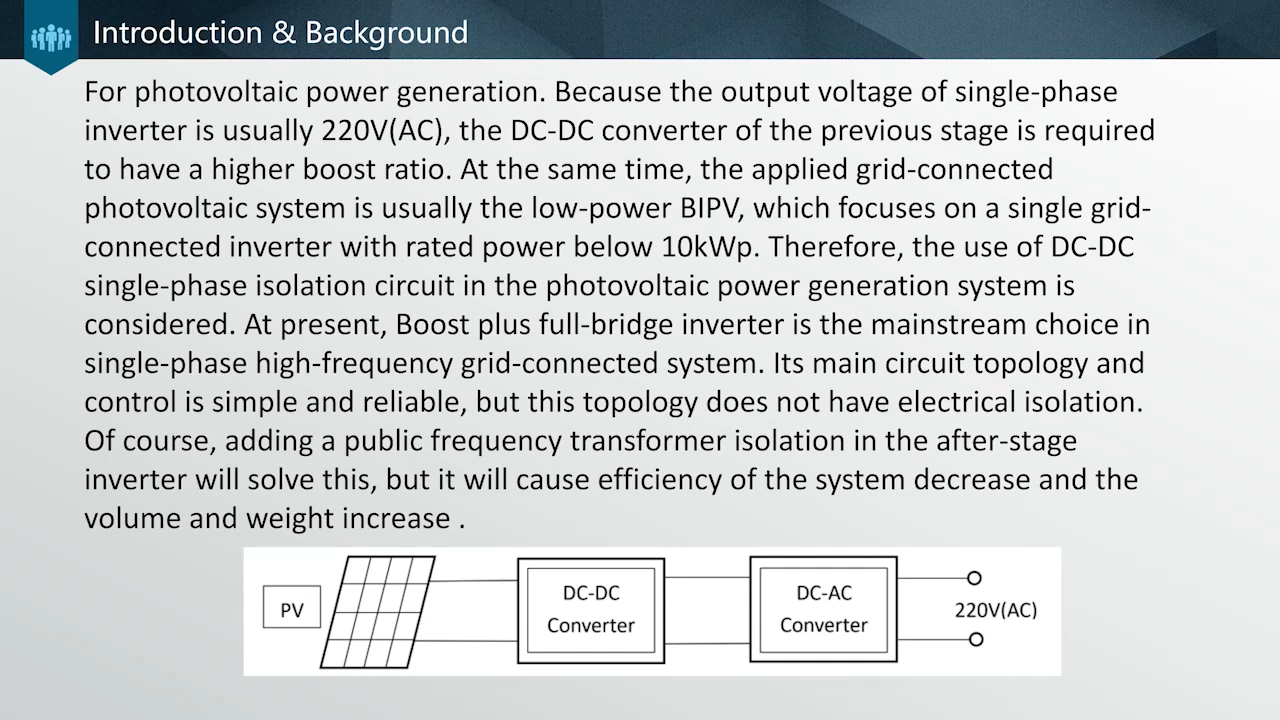 Introduction & Background
For photovoltaic power generation. Because the output voltage of single-phase
inverter is usually 220V(AC), the DC-DC converter of the previous stage is required
to have a higher boost ratio. At the same time, the applied grid-connected
photovoltaic system is usually the low-power BIPV, which focuses on a single grid-
connected inverter with rated power below 10kWp. Therefore, the use of DC-DC
single-phase isolation circuit in the photovoltaic power generation system is
considered. At present, Boost plus full-bridge inverter is the mainstream choice in
single-phase high-frequency grid-connected system. Its main circuit topology and
control is simple and reliable, but this topology does not have electrical isolation.
Of course, adding a public frequency transformer isolation in the after-stage
inverter will solve this, but it will cause efficiency of the system decrease and the
volume and weight increase .
PV
DC-DC
Converter
DC-AC
Converter
220V(AC)